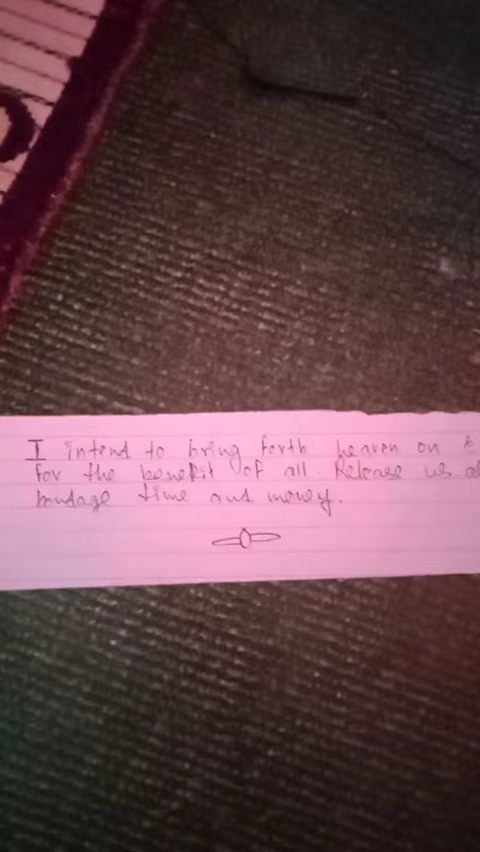 I intend to bring forth heaven on
for the benefit of all. Release us
bondage time and money.